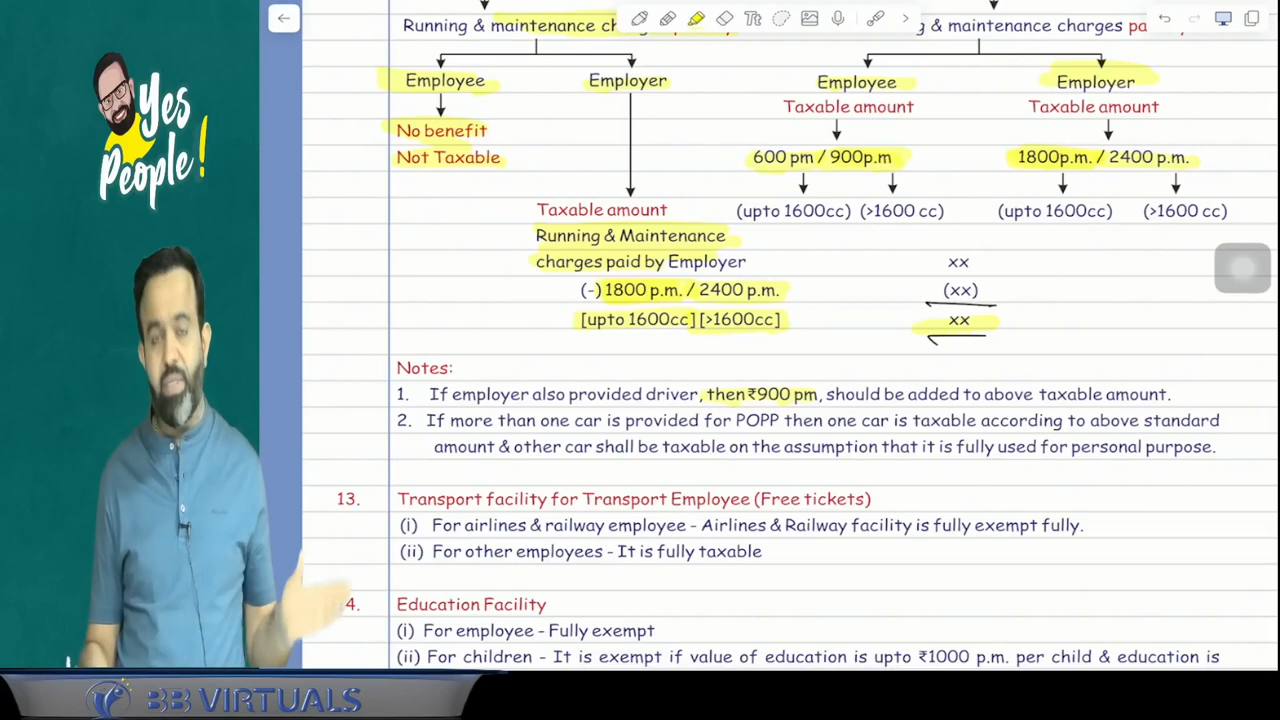 Yes
People!
Running & maintenance
& maintenance charges
Employee
Employer
Employee
Employer
Taxable amount
Taxable amount
No benefit
Not Taxable
600 pm / 900p.m
1800p.m. / 2400 p.m.
Taxable amount
(upto 1600cc) (>1600 cc)
(upto 1600cc)
(>1600 cc)
Running & Maintenance
charges paid by Employer
xx
(-) 1800 p.m. / 2400 p.m.
(xx)
[upto 1600cc] [>1600cc]
xx
Notes:
1. If employer also provided driver, then ₹900 pm, should be added to above taxable amount.
2. If more than one car is provided for POPP then one car is taxable according to above standard
amount & other car shall be taxable on the assumption that it is fully used for personal purpose.
13. Transport facility for Transport Employee (Free tickets)
(i) For airlines & railway employee - Airlines & Railway facility is fully exempt fully.
(ii) For other employees - It is fully taxable
4. Education Facility
(i) For employee - Fully exempt
(ii) For children - It is exempt if value of education is upto ₹1000 p.m. per child & education is
BB VIRTUALS